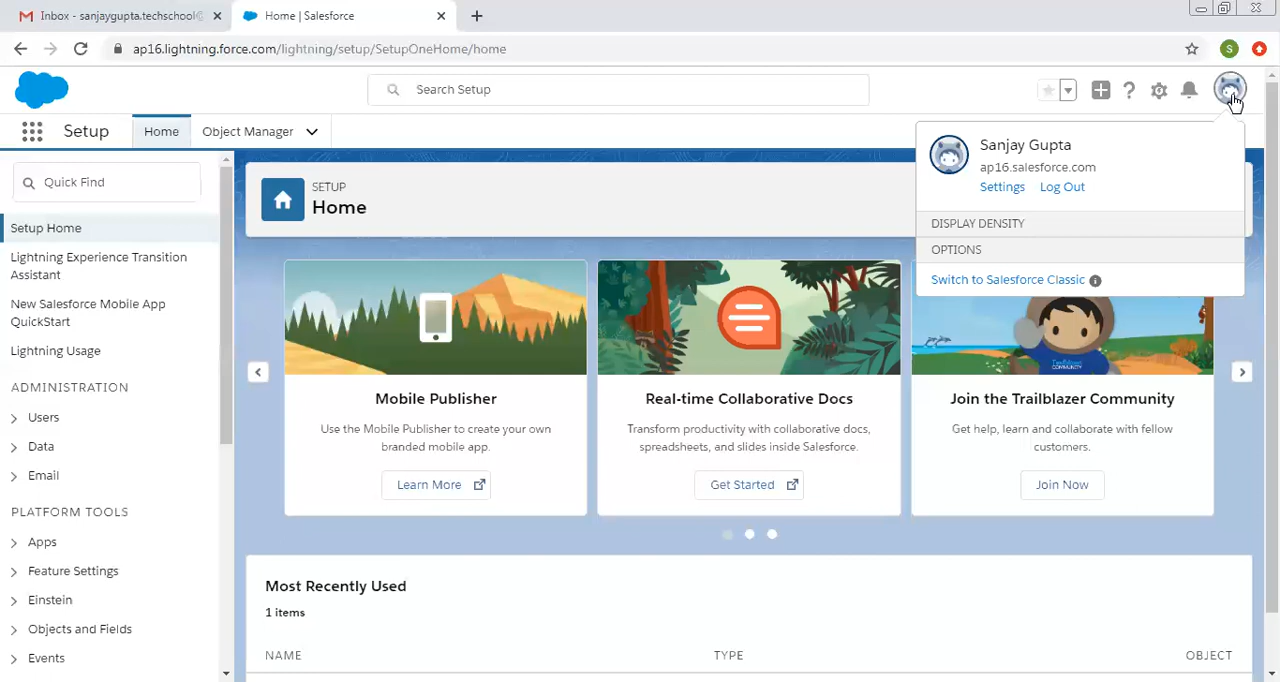 Inbox - sanjaygupta.techschool@
Home | Salesforce
ap16.lightning.force.com/lightning/setup/SetupOneHome/home
S
Search Setup
Setup
Home
Object Manager
Sanjay Gupta
ap16.salesforce.com
Settings
Log Out
DISPLAY DENSITY
OPTIONS
Switch to Salesforce Classic
Quick Find
Setup Home
Lightning Experience Transition
Assistant
New Salesforce Mobile App
QuickStart
Lightning Usage
ADMINISTRATION
Users
Data
Email
PLATFORM TOOLS
Apps
Feature Settings
Einstein
Objects and Fields
Events
SETUP
Home
Mobile Publisher
Use the Mobile Publisher to create your own
branded mobile app.
Learn More
Real-time Collaborative Docs
Transform productivity with collaborative docs,
spreadsheets, and slides inside Salesforce.
Get Started
Join the Trailblazer Community
Get help, learn and collaborate with fellow
customers.
Join Now
Most Recently Used
1 items
NAME
TYPE
OBJECT